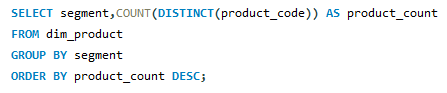 SELECT segment,COUNT(DISTINCT(product_code)) AS product_count
FROM dim_product
GROUP BY segment
ORDER BY product_count DESC;